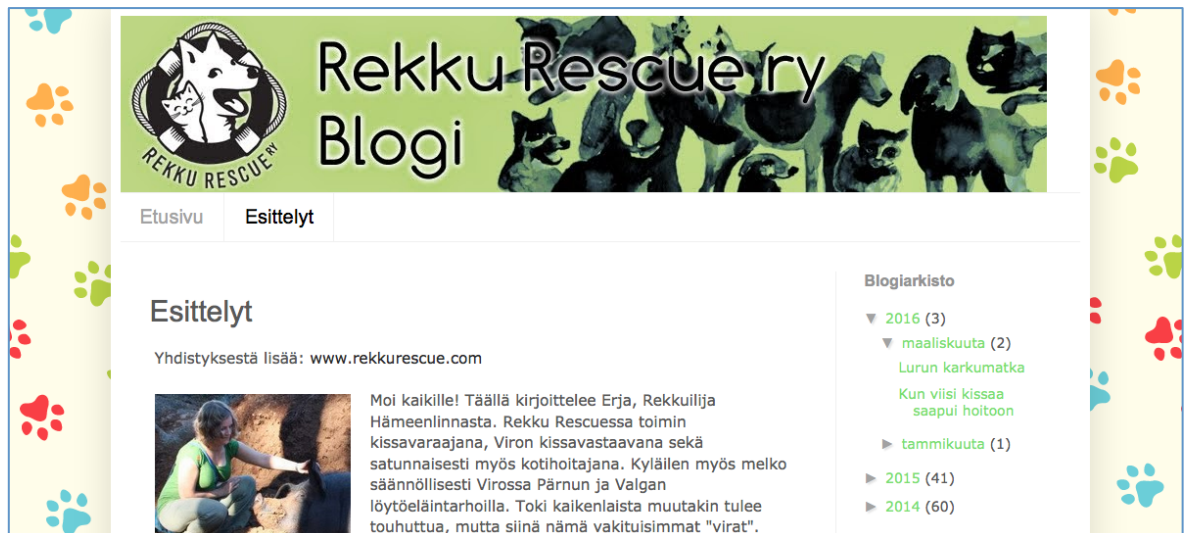 Rekku Rescue ry
Blogi
REKKU RESCUE RY
Etusivu
Esittelyt
Esittelyt
Yhdistyksestä lisää: www.rekkurescue.com
Moi kaikille! Täällä kirjoittelee Erja, Rekkuilija
Hämeenlinnasta. Rekku Rescuessa toimin
kissavaraajana, Viron kissavastaavana sekä
satunnaisesti myös kotihoitajana. Kyläilen myös melko
säännöllisesti Virossa Pärnun ja Valgan
löytöeläintarhoilla. Toki kaikenlaista muutakin tulee
touhuttua, mutta siinä nämä vakituisimmat "virat".
Blogiarkisto
▼ 2016 (3)
▼ maaliskuuta (2)
Lurun karkumatka
Kun viisi kissaa
saapui hoitoon
► tammikuuta (1)
► 2015 (41)
► 2014 (60)